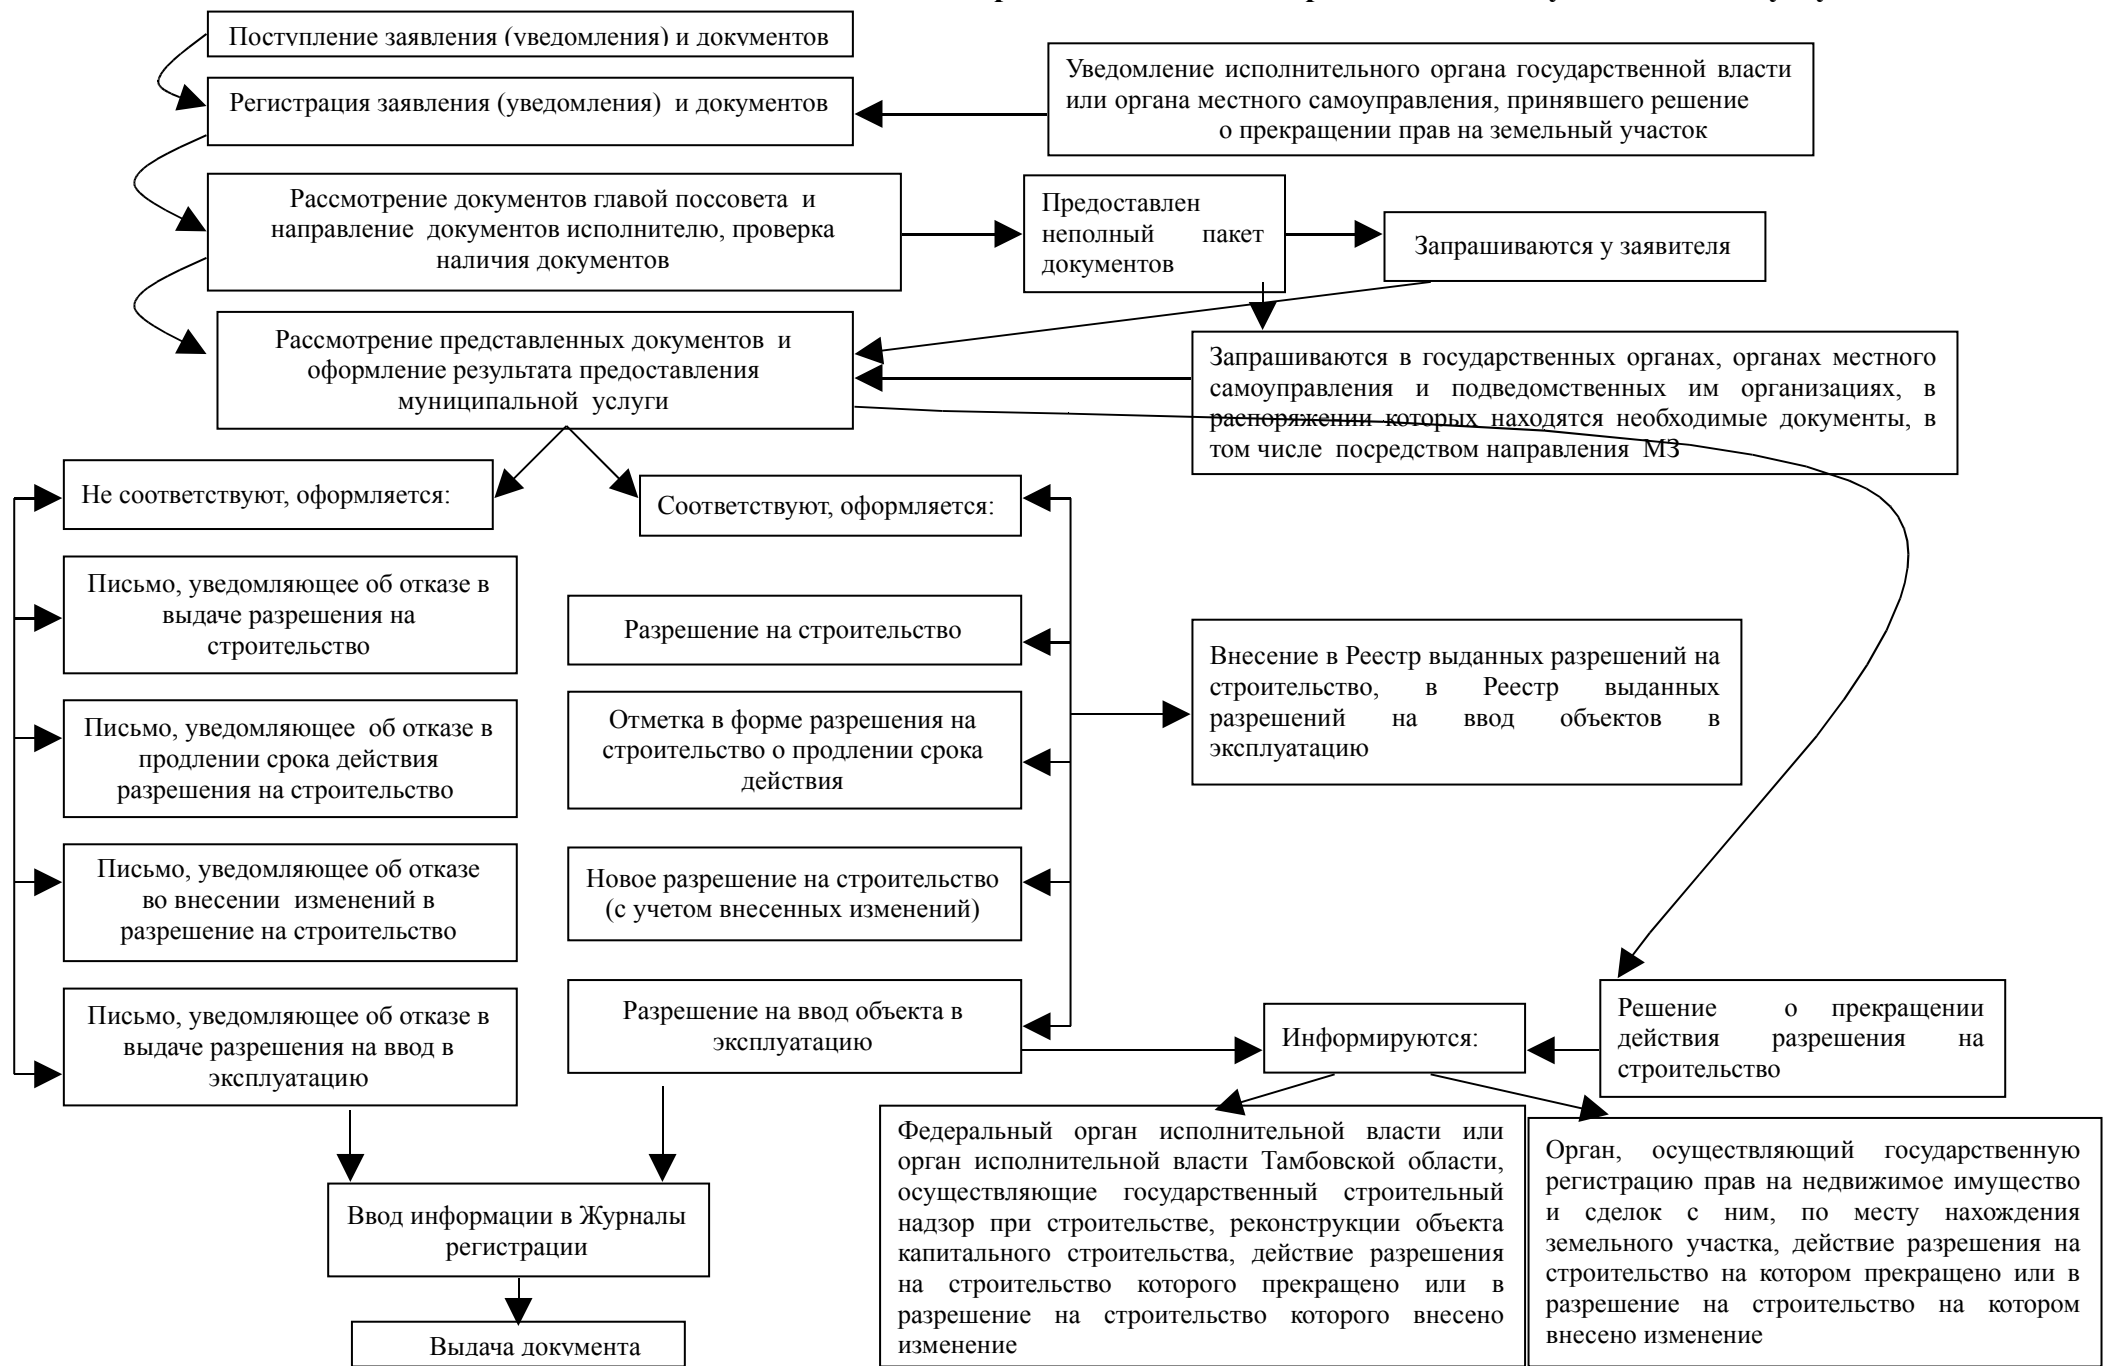 Поступление заявления (уведомления) и документов
Регистрация заявления (уведомления) и документов
Уведомление исполнительного органа государственной власти
или органа местного самоуправления, принявшего решение
о прекращении прав на земельный участок
Рассмотрение документов главой поссовета и
направление документов исполнителю, проверка
наличия документов
Предоставлен
неполный пакет
документов
Запрашиваются у заявителя
Рассмотрение представленных документов и
оформление результата предоставления
муниципальной услуги
Запрашиваются в государственных органах, органах местного
самоуправления и подведомственных им организациях, в
распоряжении которых находятся необходимые документы, в
том числе посредством направления МЗ
Не соответствуют, оформляется:
Соответствуют, оформляется:
Письмо, уведомляющее об отказе в
выдаче разрешения на
строительство
Разрешение на строительство
Внесение в Реестр выданных разрешений на
строительство, в Реестр выданных
разрешений на ввод объектов в
эксплуатацию
Письмо, уведомляющее об отказе в
продлении срока действия
разрешения на строительство
Отметка в форме разрешения на
строительство о продлении срока
действия
Письмо, уведомляющее об отказе
во внесении изменений в
разрешение на строительство
Новое разрешение на строительство
(с учетом внесенных изменений)
Письмо, уведомляющее об отказе в
выдаче разрешения на ввод в
эксплуатацию
Разрешение на ввод объекта в
эксплуатацию
Информируются:
Решение о прекращении
действия разрешения на
строительство
Федеральный орган исполнительной власти или
орган исполнительной власти Тамбовской области,
осуществляющие государственный строительный
надзор при строительстве, реконструкции объекта
капитального строительства, действие разрешения
на строительство которого прекращено или в
разрешение на строительство которого внесено
изменение
Орган, осуществляющий государственную
регистрацию прав на недвижимое имущество
и сделок с ним, по месту нахождения
земельного участка, действие разрешения на
строительство на котором прекращено или в
разрешение на строительство на котором
внесено изменение
Ввод информации в Журналы
регистрации
Выдача документа